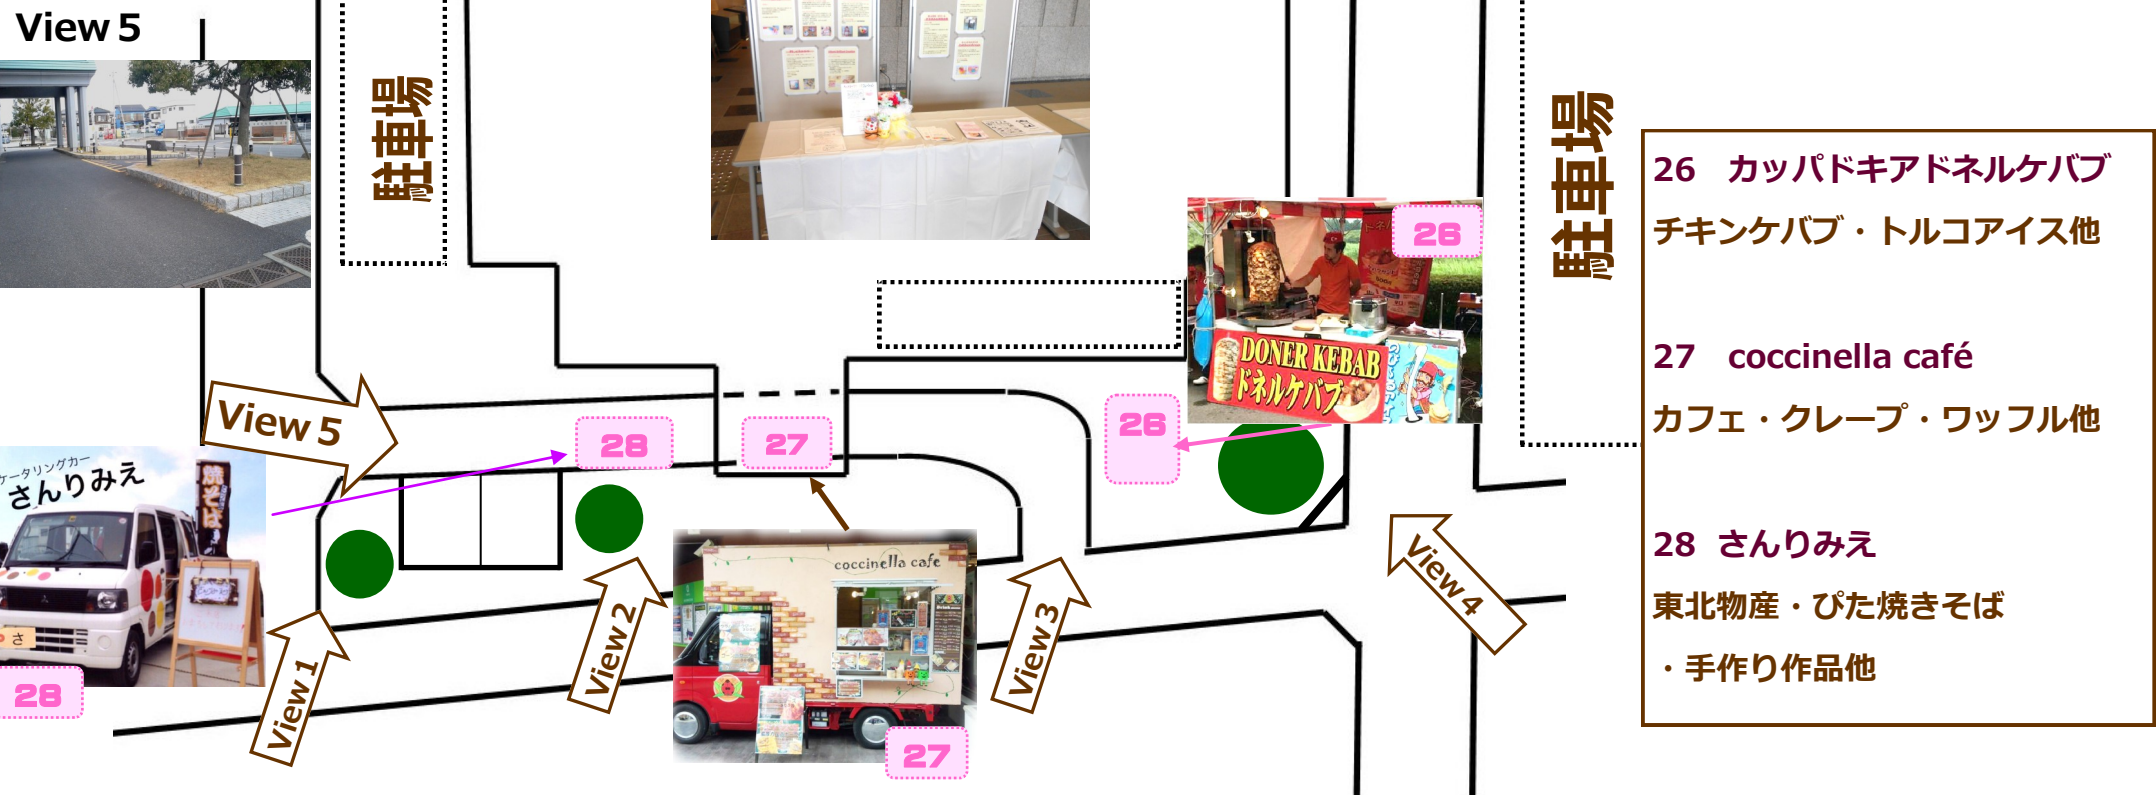 View 5
駐車場
駐車場
26
DONER KEBAB
ドネルケバブ
26
27
28
View 5
ケータリングカー
さんりみえ
焼そば
さ
28
coccinella cafe
27
View 1
View 2
View 3
View 4
26 カッパドキアドネルケバブ
チキンケバブ・トルコアイス他
27 coccinella café
カフェ・クレープ・ワッフル他
28 さんりみえ
東北物産・ぴた焼きそば
・手作り作品他